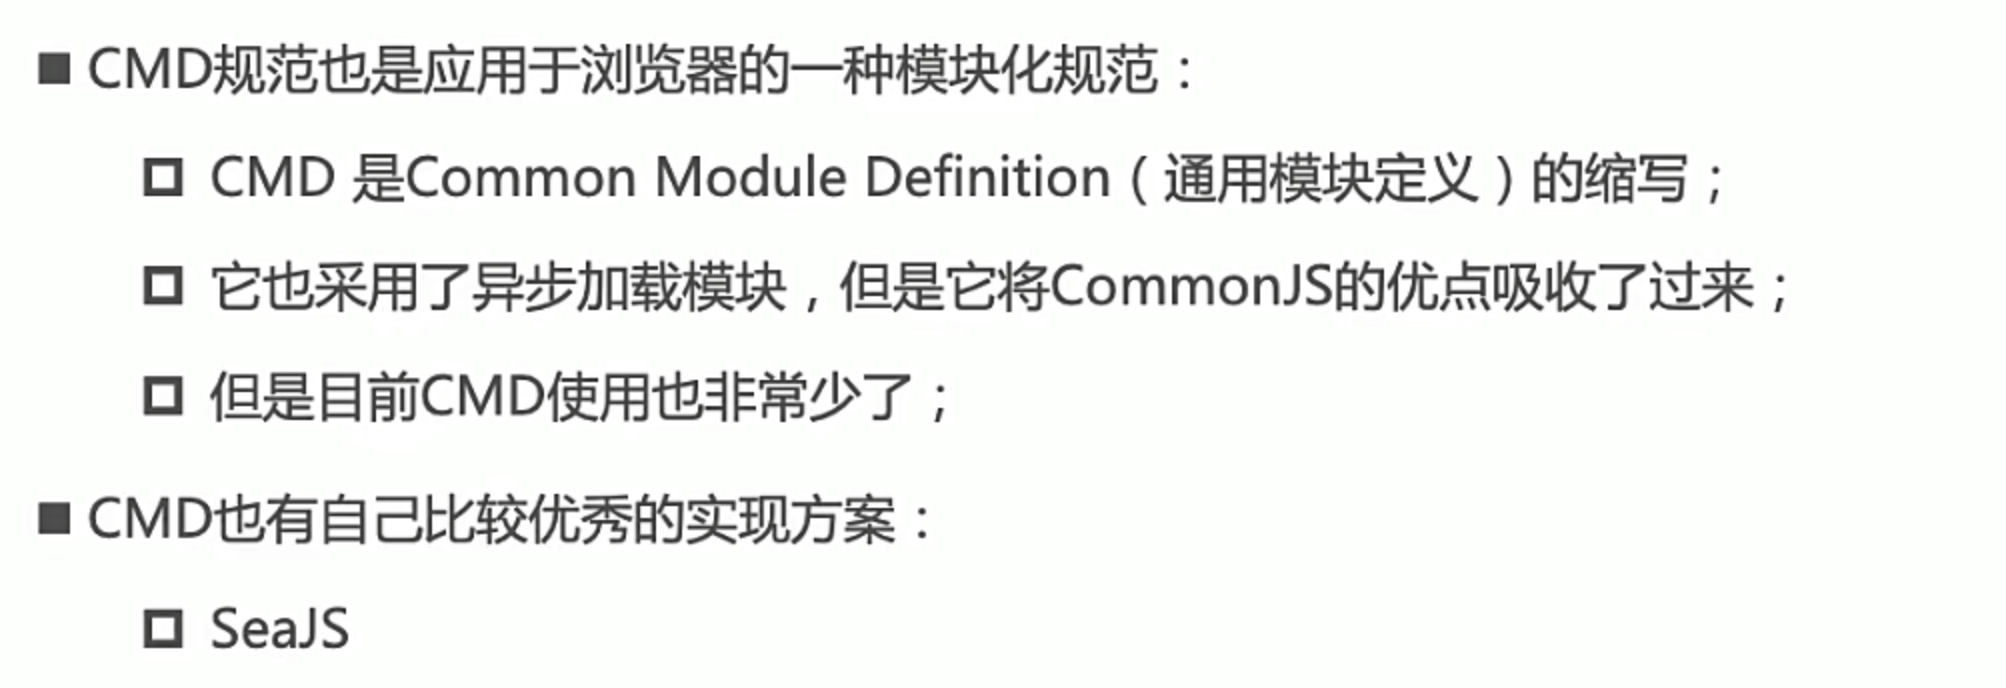 CMD规范也是应用于浏览器的一种模块化规范：
CMD 是Common Module Definition（通用模块定义）的缩写；
它也采用了异步加载模块，但是它将CommonJS的优点吸收了过来；
但是目前CMD使用也非常少了；
CMD也有自己比较优秀的实现方案：
SeaJS